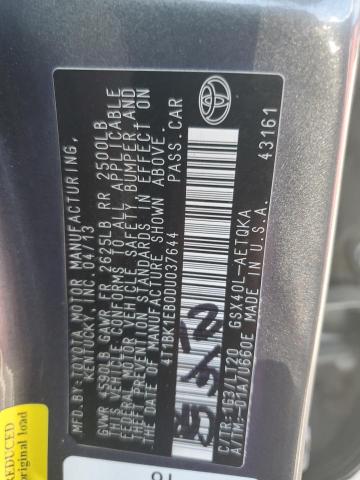 MFD.BY:TOYOTA MOTOR MANUFACTURING,
KENTUCKY, INC. 04/13
GVWR 4590LB GAWR FR 2625LB RR 2500LB
THIS VEHICLE CONFORMS TO ALL APPLICABLE
FEDERAL MOTOR VEHICLE SAFETY, BUMPER, AND
THEFT PREVENTION STANDARDS IN EFFECT ON
THE DATE OF MANUFACTURE SHOWN ABOVE.
4T1BK1EB0DU037644 PASS.CAR
C/TR:1G3/LT20 GSX40L-AETQKA
A/TM:-01A/U660E U.S.A.
43161
TOYOTA
REDUCED
original load